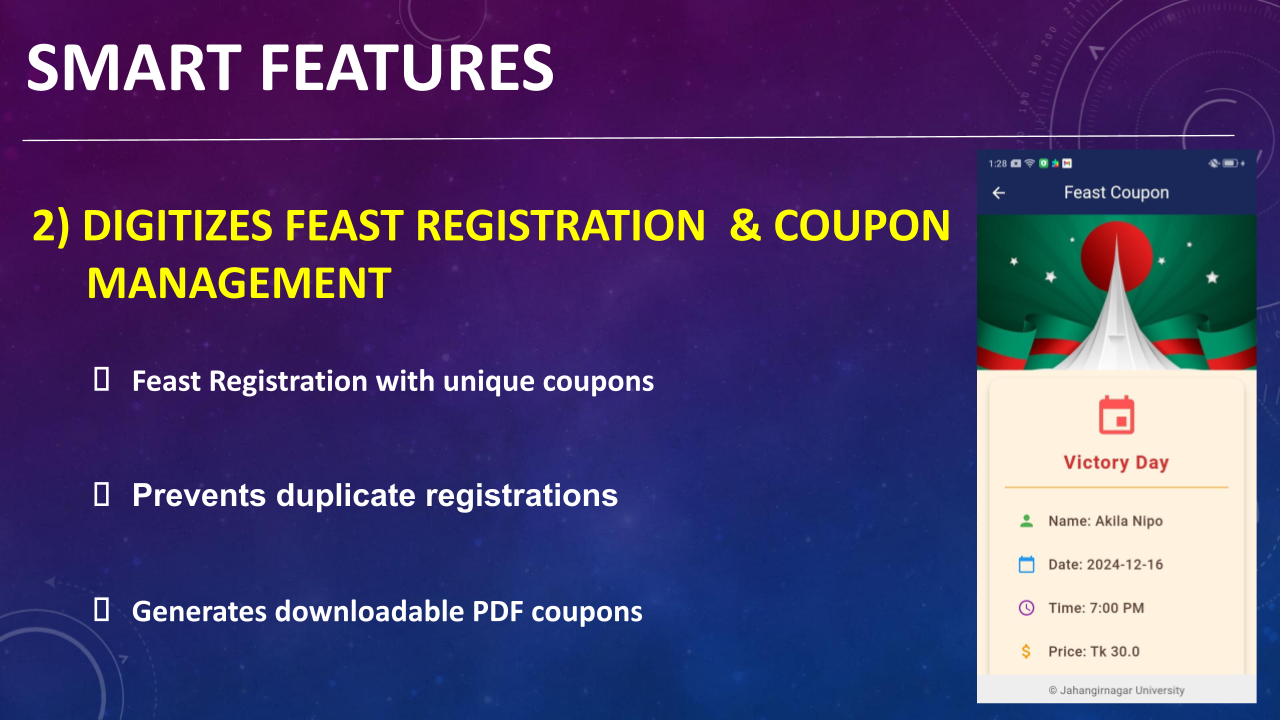 SMART FEATURES
2) DIGITIZES FEAST REGISTRATION & COUPON
MANAGEMENT
Feast Registration with unique coupons
Prevents duplicate registrations
Generates downloadable PDF coupons
1:28
Feast Coupon
Victory Day
Name: Akila Nipo
Date: 2024-12-16
Time: 7:00 PM
Price: Tk 30.0
© Jahangirnagar University
190 200